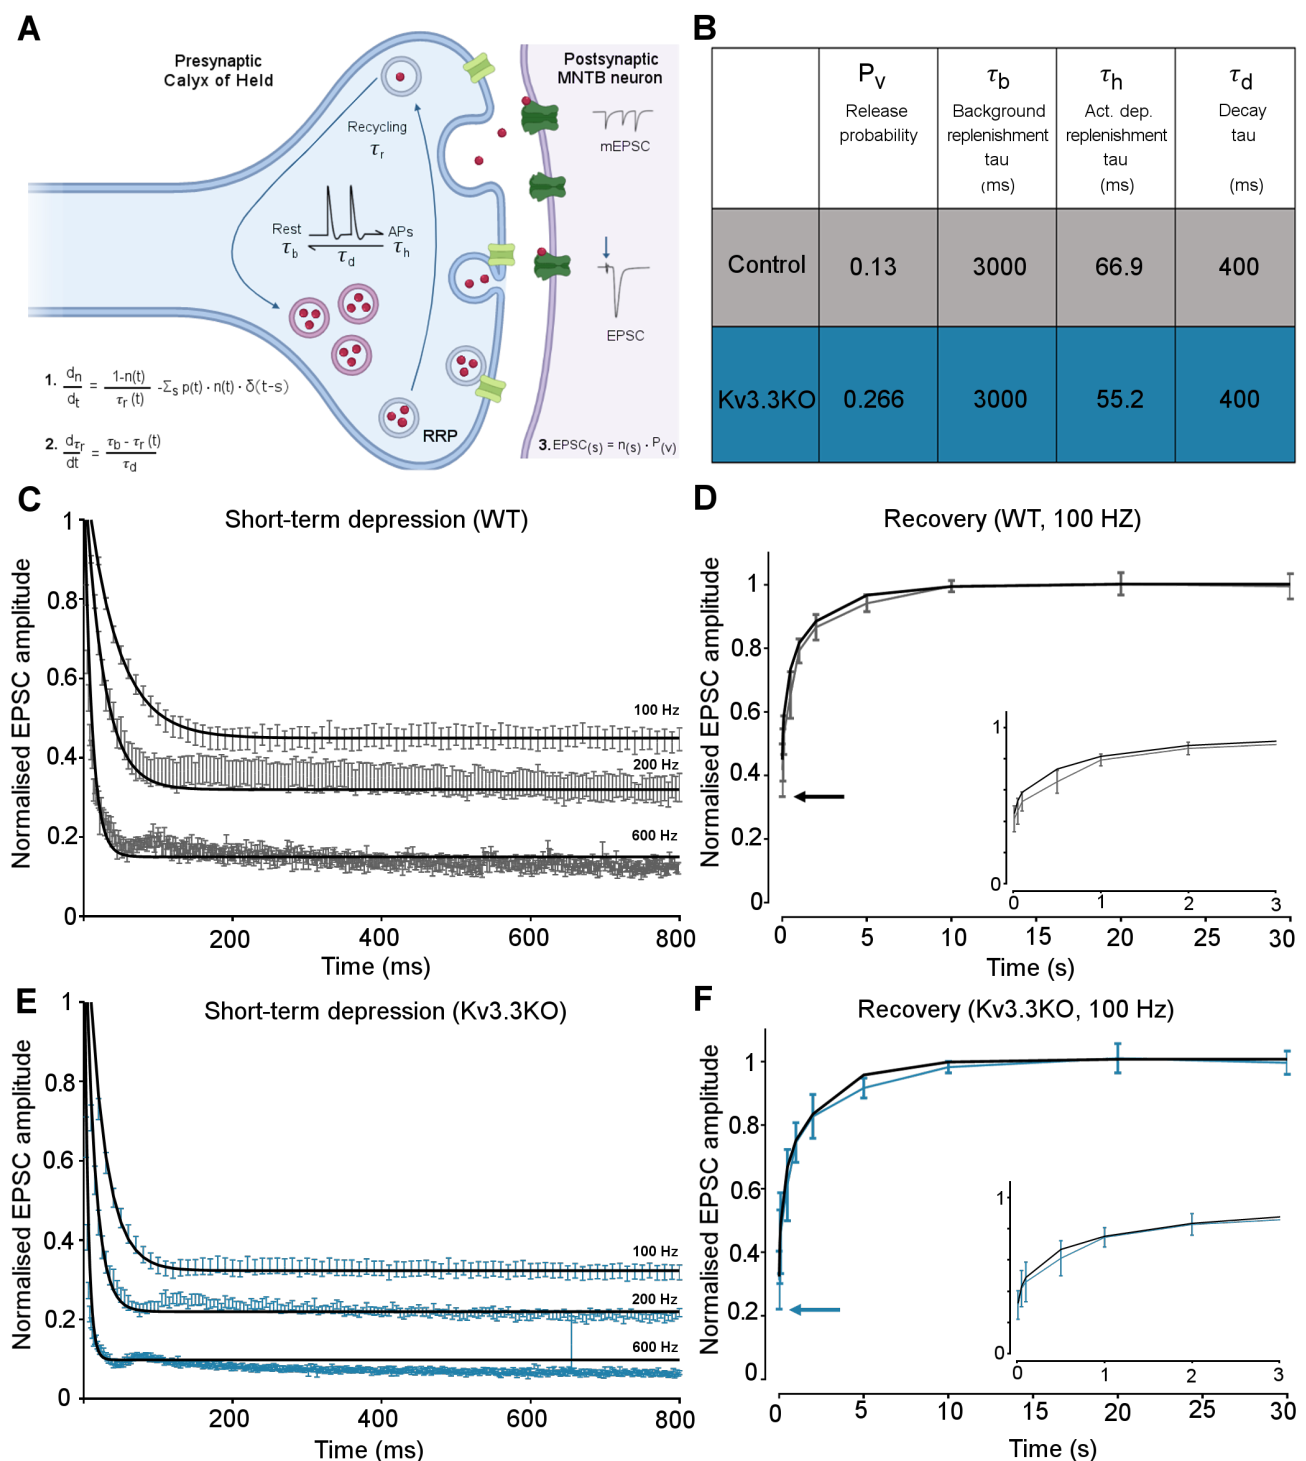 A
Presynaptic
Calyx of Held
Postsynaptic
MNTB neuron
Recycling
τr
mEPSC
Rest
APs
τb
τd
τh
EPSC
1. dn/dt = 1-n(t)/τr (t) -Σs p(t) · n(t) · δ(t-s)
RRP
2. dτr/dt = τb - τr (t)/τd
3. EPSC(s) = n(s) · P(v)
B
Pv
Release
probability
τb
Background
replenishment
tau
(ms)
τh
Act. dep.
replenishment
tau
(ms)
τd
Decay
tau
(ms)
Control 0.13 3000 66.9 400
Kv3.3KO 0.266 3000 55.2 400
C
Short-term depression (WT)
Normalised EPSC amplitude
1
0.8
0.6
0.4
0.2
0
100 Hz
200 Hz
600 Hz
200 400 600 800
Time (ms)
D
Recovery (WT, 100 HZ)
Normalised EPSC amplitude
1
0.8
0.6
0.4
0.2
0
1
0
0 1 2 3
0 5 10 15 20 25 30
Time (s)
E
Short-term depression (Kv3.3KO)
Normalised EPSC amplitude
1
0.8
0.6
0.4
0.2
0
100 Hz
200 Hz
600 Hz
200 400 600 800
Time (ms)
F
Recovery (Kv3.3KO, 100 Hz)
Normalised EPSC amplitude
1
0.8
0.6
0.4
0.2
0
1
0
0 1 2 3
0 5 10 15 20 25 30
Time (s)